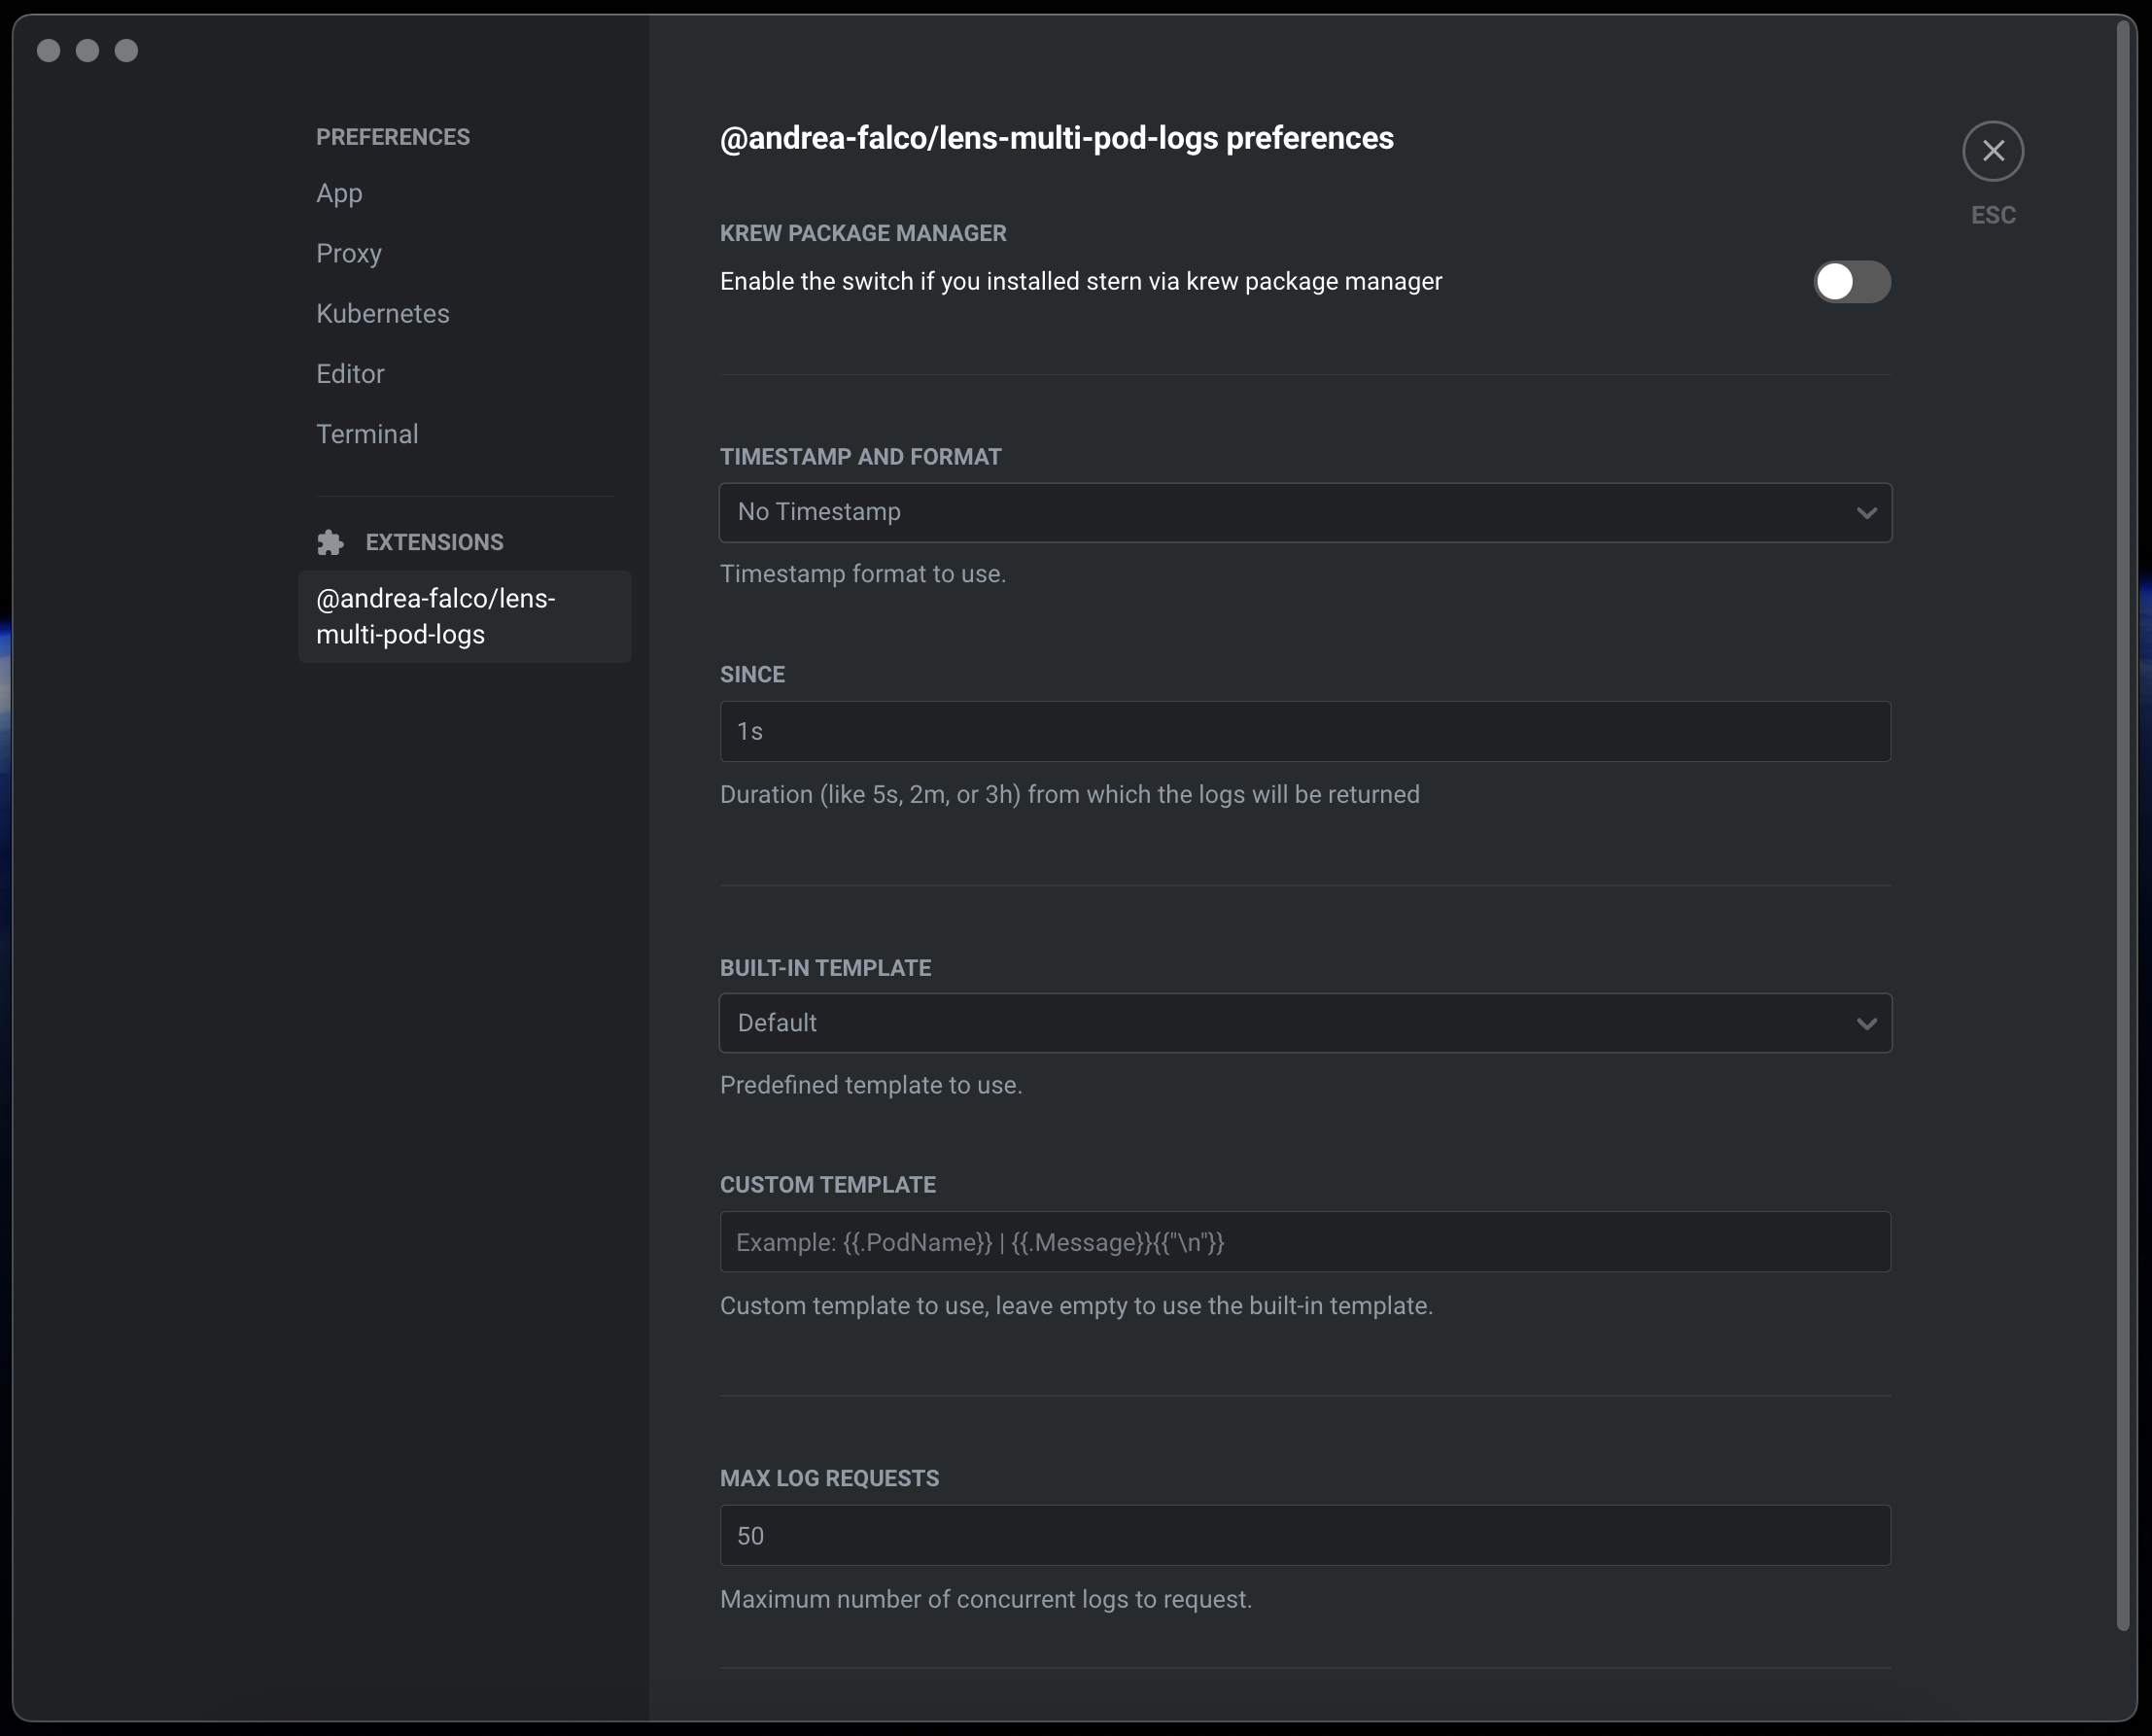 PREFERENCES
App
Proxy
Kubernetes
Editor
Terminal
EXTENSIONS
@andrea-falco/lens-
multi-pod-logs
@andrea-falco/lens-multi-pod-logs preferences
ESC
KREW PACKAGE MANAGER
Enable the switch if you installed stern via krew package manager
TIMESTAMP AND FORMAT
No Timestamp
Timestamp format to use.
SINCE
1s
Duration (like 5s, 2m, or 3h) from which the logs will be returned
BUILT-IN TEMPLATE
Default
Predefined template to use.
CUSTOM TEMPLATE
Example: {{.PodName}} | {{.Message}}{{"\n"}}
Custom template to use, leave empty to use the built-in template.
MAX LOG REQUESTS
50
Maximum number of concurrent logs to request.